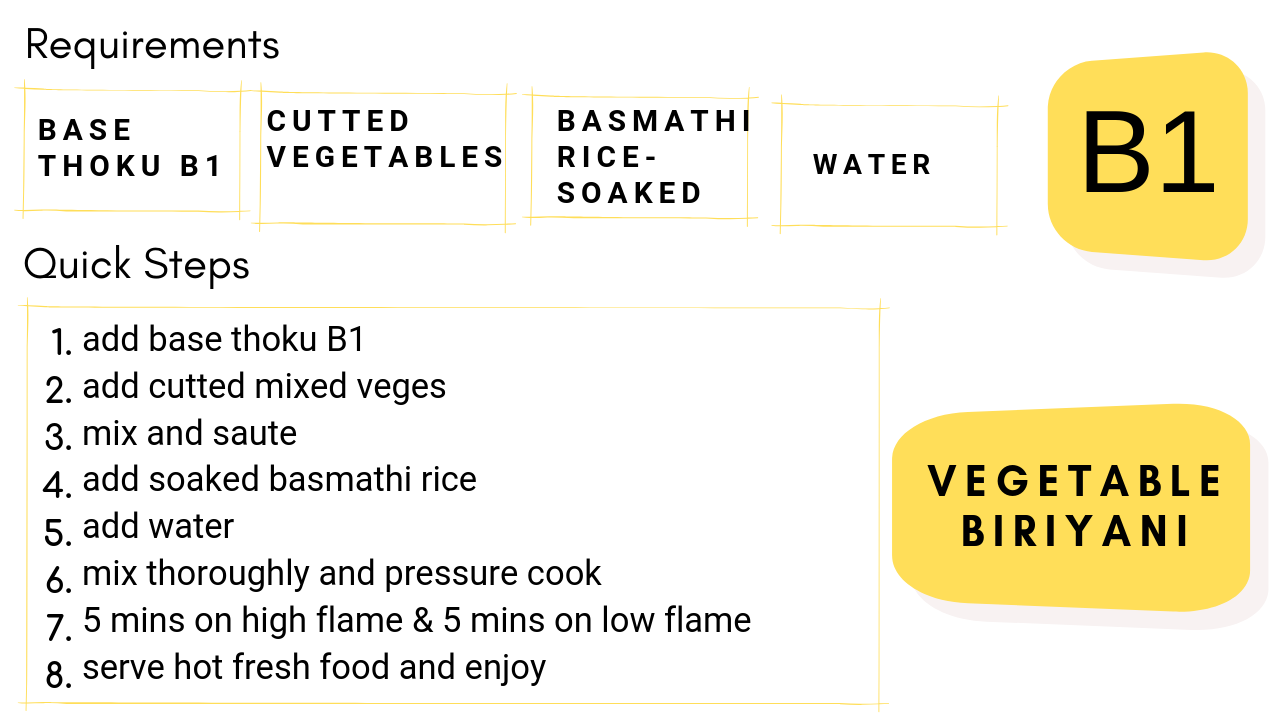 Requirements
BASE
THOKU B1
CUTTED
VEGETABLES
BASMATHI
RICE-
SOAKED
WATER
B1
Quick Steps
1. add base thoku B1
2. add cutted mixed veges
3. mix and saute
4. add soaked basmathi rice
5. add water
6. mix thoroughly and pressure cook
7. 5 mins on high flame & 5 mins on low flame
8. serve hot fresh food and enjoy
VEGETABLE
BIRIYANI